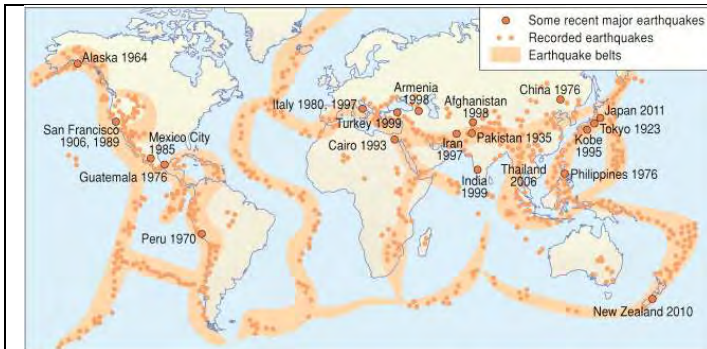 Some recent major earthquakes
Recorded earthquakes
Earthquake belts
Alaska 1964
San Francisco
1906, 1989
Mexico City
1985
Guatemala 1976
Peru 1970
Italy 1980, 1997
Turkey 1999
Cairo 1993
Armenia
1998
Afghanistan
1998
Iran
1997
Pakistan 1935
India
1999
China 1976
Thailand
2006
Japan 2011
Tokyo 1923
Kobe
1995
Philippines 1976
New Zealand 2010